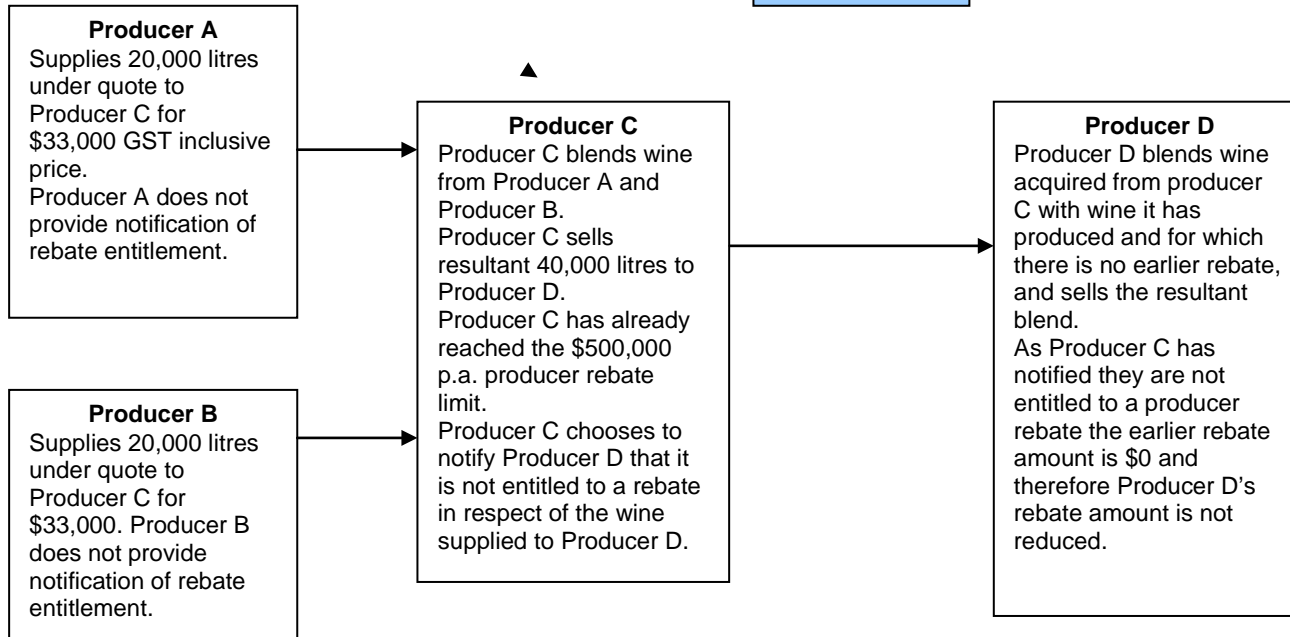 Producer A
Supplies 20,000 litres
under quote to
Producer C for
$33,000 GST inclusive
price.
Producer A does not
provide notification of
rebate entitlement.
Producer B
Supplies 20,000 litres
under quote to
Producer C for
$33,000. Producer B
does not provide
notification of rebate
entitlement.
Producer C
Producer C blends wine
from Producer A and
Producer B.
Producer C sells
resultant 40,000 litres to
Producer D.
Producer C has already
reached the $500,000
p.a. producer rebate
limit.
Producer C chooses to
notify Producer D that it
is not entitled to a rebate
in respect of the wine
supplied to Producer D.
Producer D
Producer D blends wine
acquired from producer
C with wine it has
produced and for which
there is no earlier rebate,
and sells the resultant
blend.
As Producer C has
notified they are not
entitled to a producer
rebate the earlier rebate
amount is $0 and
therefore Producer D’s
rebate amount is not
reduced.